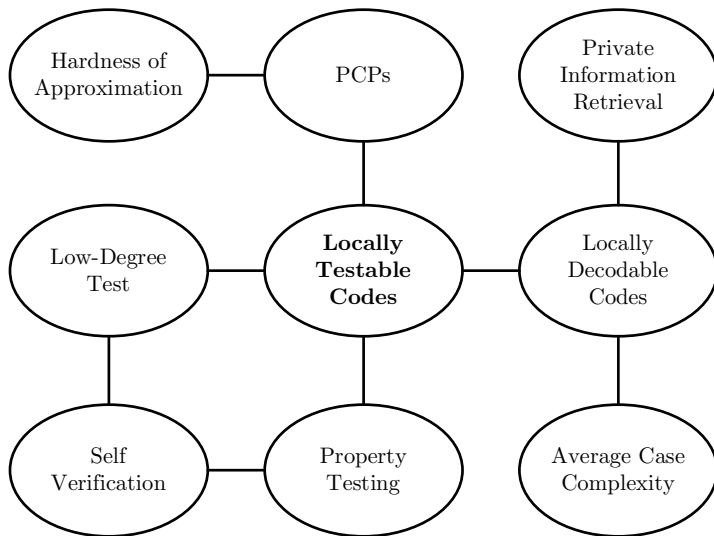 Hardness of
Approximation
PCPs
Private
Information
Retrieval
Low-Degree
Test
Locally
Testable
Codes
Locally
Decodable
Codes
Self
Verification
Property
Testing
Average Case
Complexity